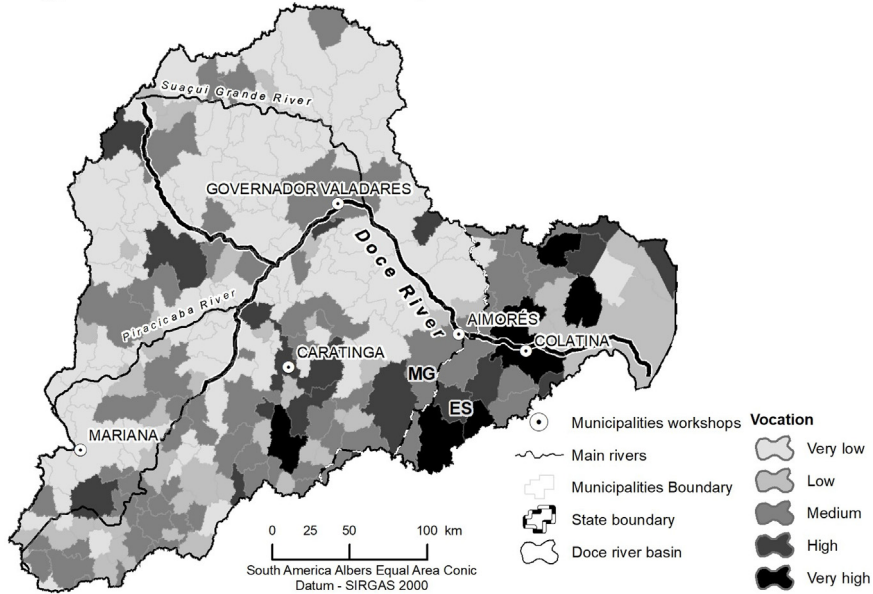 Suaçui Grande River
GOVERNADOR VALADARES
Doce River
Piracicaba River
AIMORÉS
COLATINA
CARATINGA
MG
ES
MARIANA
Municipalities workshops
Main rivers
Municipalities Boundary
State boundary
Doce river basin
Vocation
Very low
Low
Medium
High
Very high
0 25 50 100 km
South America Albers Equal Area Conic
Datum - SIRGAS 2000